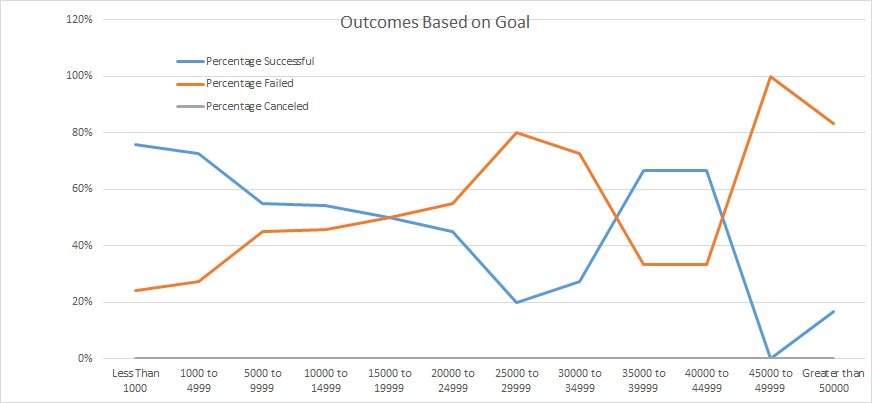 Outcomes Based on Goal
120%
100%
80%
60%
40%
20%
0%
Percentage Successful
Percentage Failed
Percentage Canceled
Less Than
1000
1000 to
4999
5000 to
9999
10000 to
14999
15000 to
19999
20000 to
24999
25000 to
29999
30000 to
34999
35000 to
39999
40000 to
44999
45000 to
49999
Greater than
50000